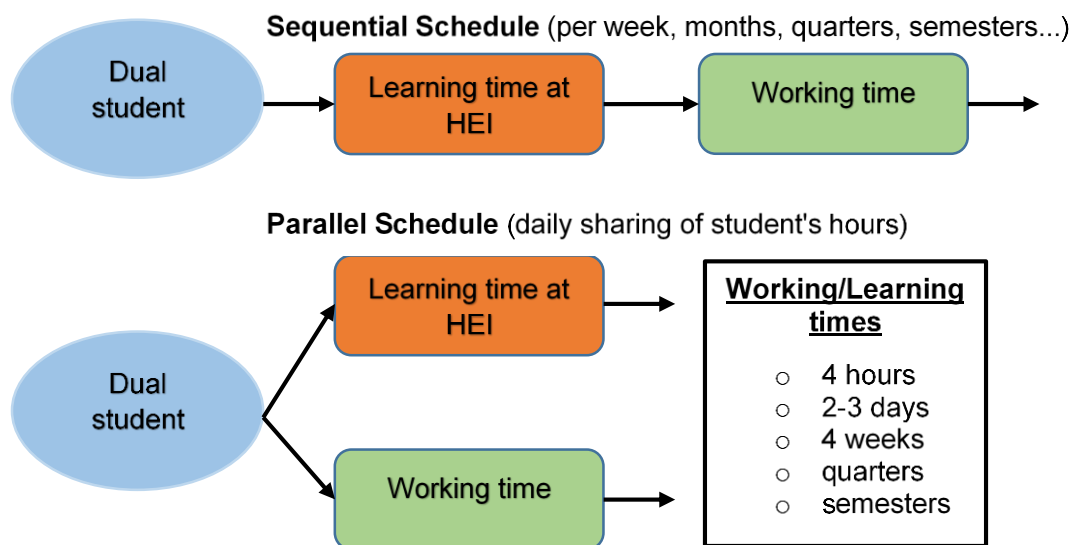 Sequential Schedule (per week, months, quarters, semesters...)
Dual
student
Learning time at
HEI
Working time
Parallel Schedule (daily sharing of student's hours)
Dual
student
Learning time at
HEI
Working time
Working/Learning
times
○ 4 hours
○ 2-3 days
○ 4 weeks
○ quarters
○ semesters